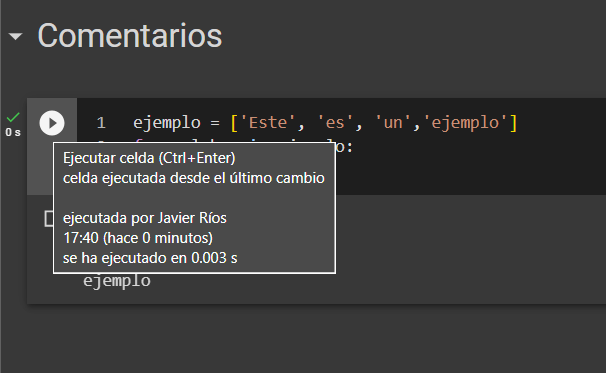 Comentarios
0 s
1 ejemplo = ['Este', 'es', 'un','ejemplo']
Ejecutar celda (Ctrl+Enter)
celda ejecutada desde el último cambio
ejecutada por Javier Ríos
17:40 (hace 0 minutos)
se ha ejecutado en 0.003 s
ejemplo